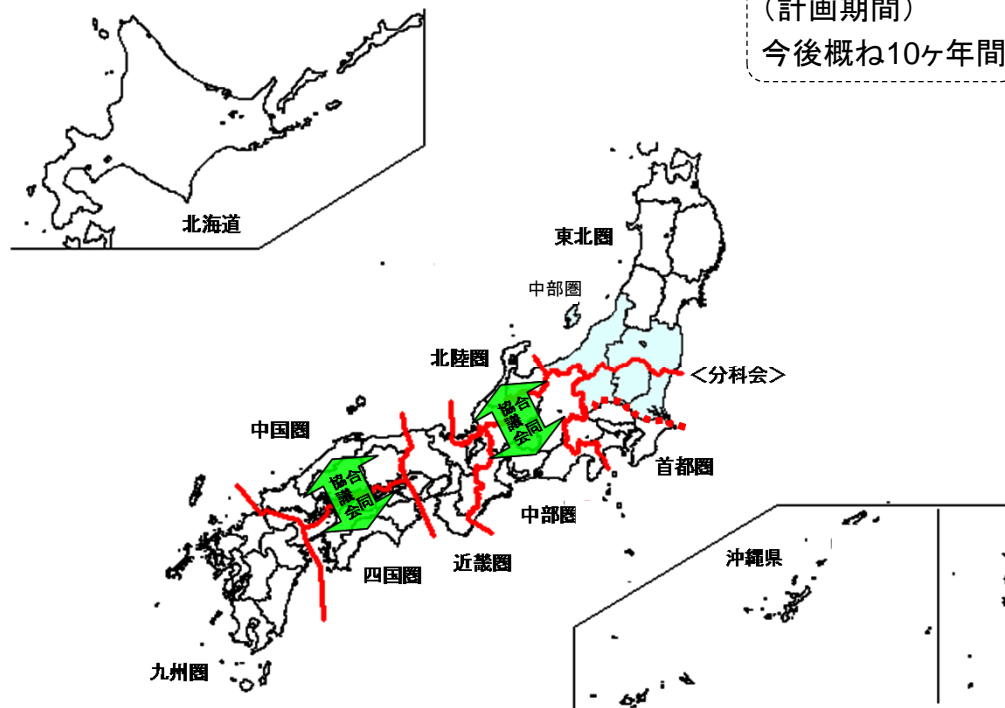 (計画期間)
今後概ね10ヶ年間
北海道
東北圏
中部圏
北陸圏
<分科会>
合同
協議会
中国圏
首都圏
合同
協議会
中部圏
近畿圏
四国圏
沖縄県
九州圏